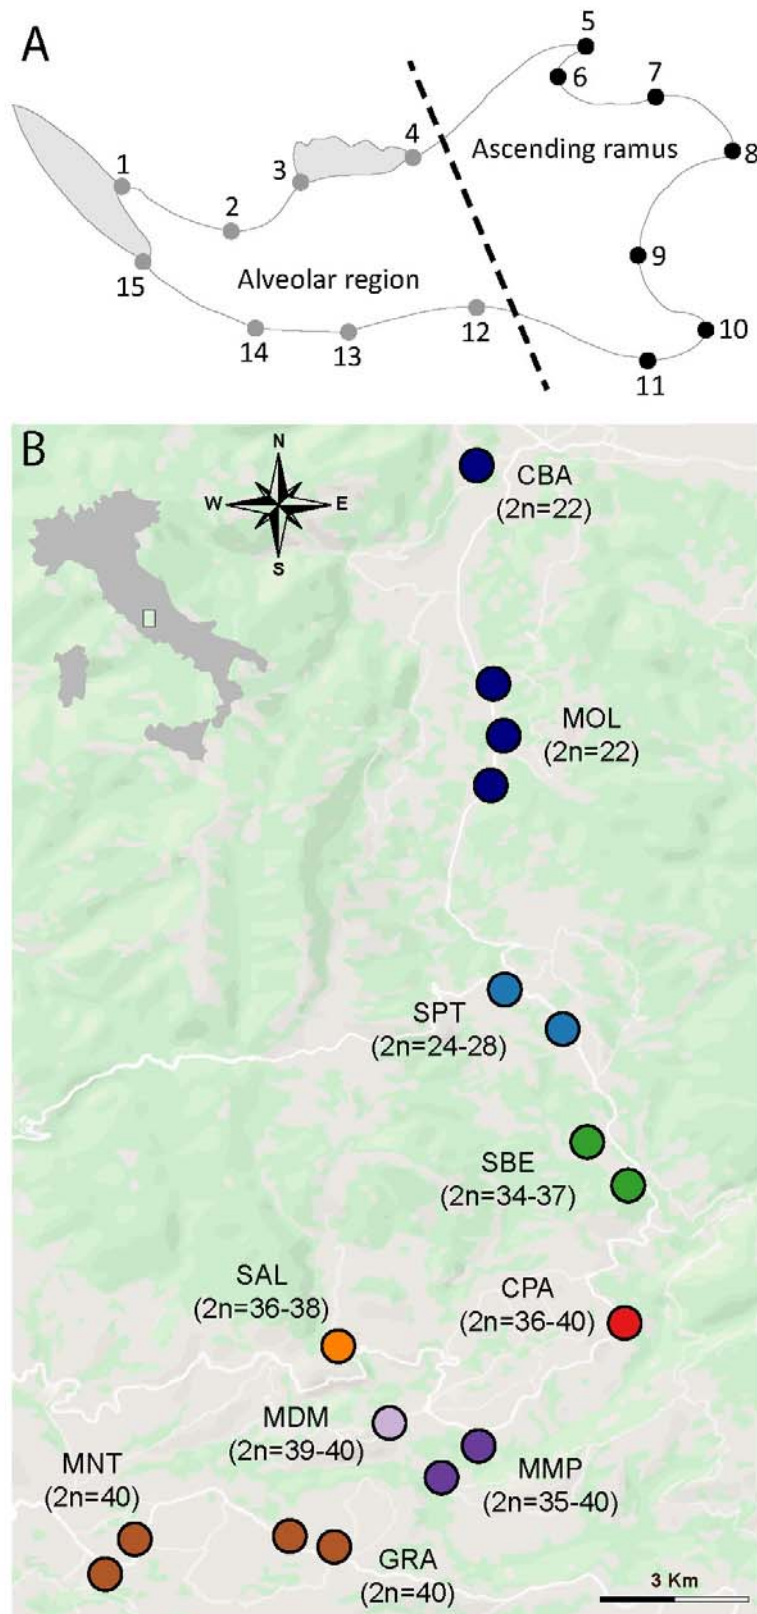 A
5
6
7
4
Ascending ramus
1
3
8
2
9
15
Alveolar region
12
10
14
13
11
B
N
W
E
S
CBA
(2n=22)
MOL
(2n=22)
SPT
(2n=24-28)
SBE
(2n=34-37)
SAL
(2n=36-38)
CPA
(2n=36-40)
MDM
(2n=39-40)
MNT
(2n=40)
MMP
(2n=35-40)
GRA
(2n=40)
3 Km